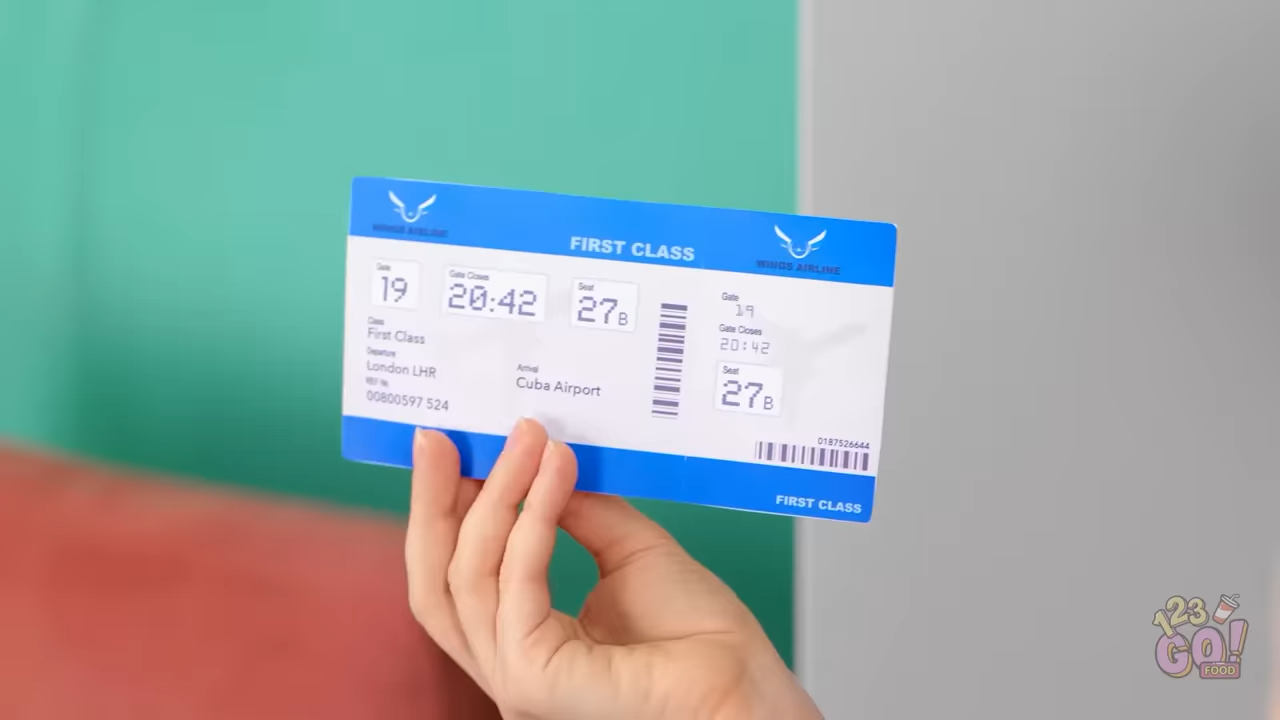 WINGS AIRLINE
FIRST CLASS
WINGS AIRLINE
Gate
19
Gate Closes
20:42
Seat
27B
Class
First Class
Departure
London LHR
REF No
00800597 524
Arrival
Cuba Airport
Gate
19
Gate Closes
20:42
Seat
27B
0187526644
FIRST CLASS
123
GO!
FOOD